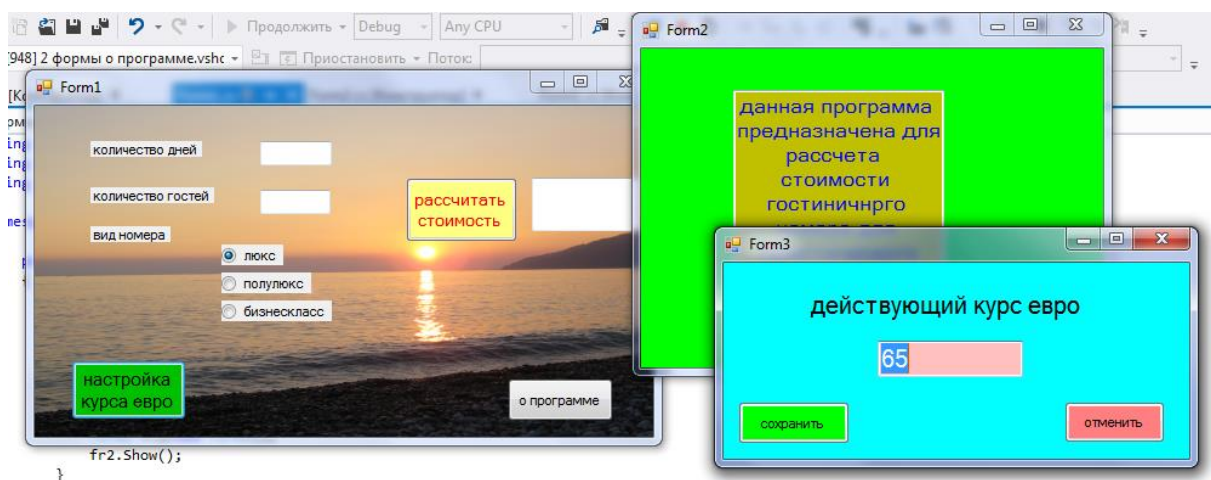 Продолжить Debug Any CPU
[948] 2 формы о программе.vshc Приостановить Поток:
Form1
количество дней
количество гостей
вид номера
люкс
полулюкс
бизнескласс
рассчитать
стоимость
настройка
курса евро
о программе
fr2.Show();
}
Form2
данная программа
предназначена для
рассчета
стоимости
гостиничнрго
Form3
действующий курс евро
65
сохранить
отменить